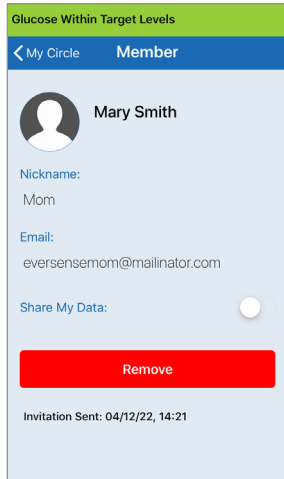 Glucose Within Target Levels
My Circle Member
Mary Smith
Nickname:
Mom
Email:
eversensemom@mailinator.com
Share My Data:
Remove
Invitation Sent: 04/12/22, 14:21